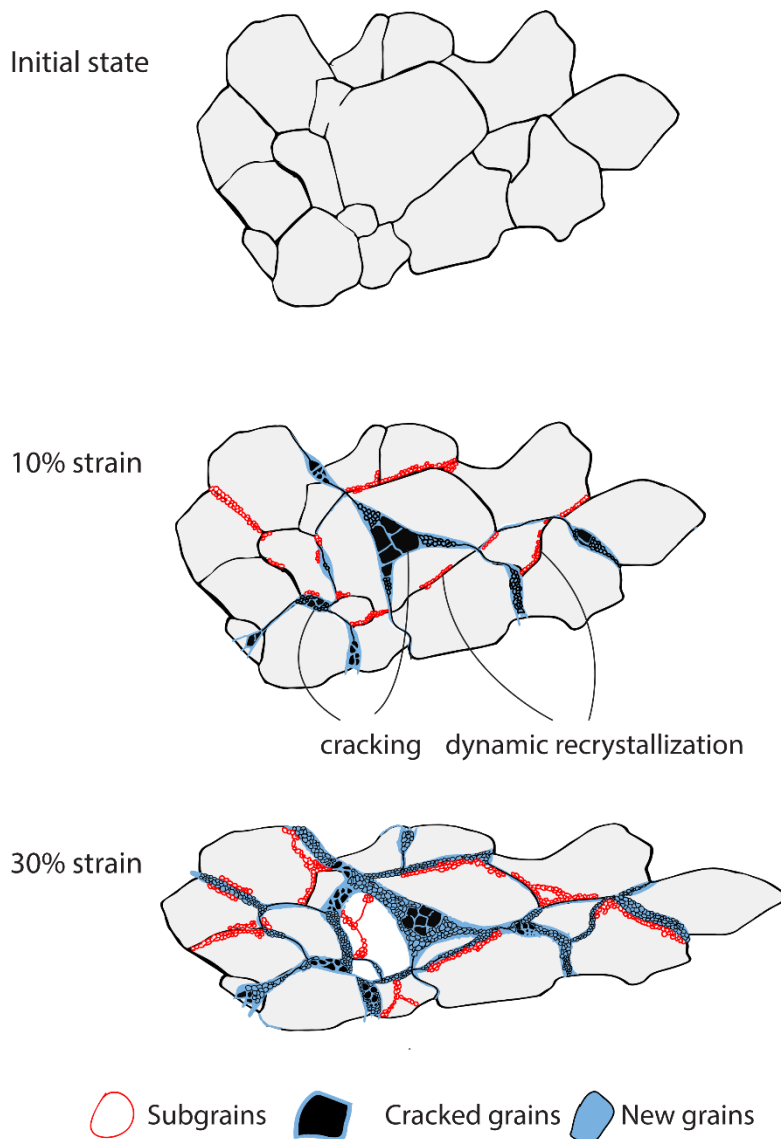 Initial state
10% strain
cracking dynamic recrystallization
30% strain
Subgrains Cracked grains New grains